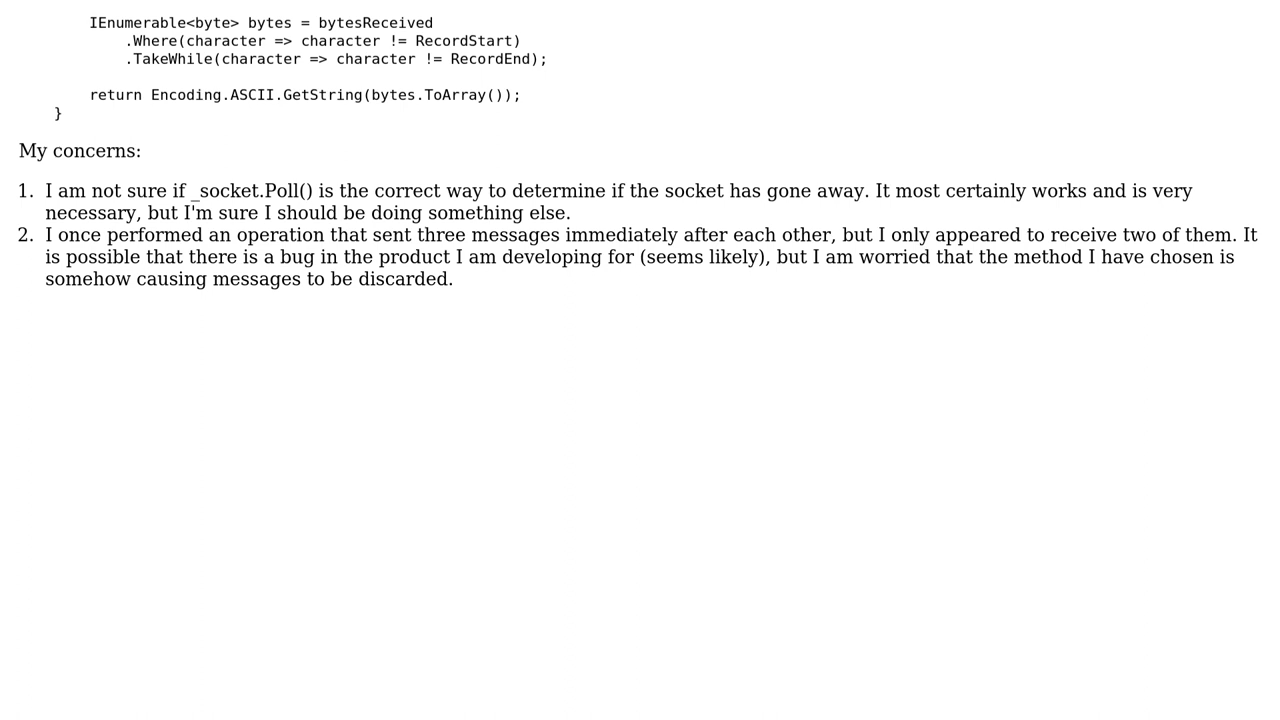 IEnumerable<byte> bytes = bytesReceived
.Where(character => character != RecordStart)
.TakeWhile(character => character != RecordEnd);
return Encoding.ASCII.GetString(bytes.ToArray());
}
My concerns:
1. I am not sure if _socket.Poll() is the correct way to determine if the socket has gone away. It most certainly works and is very
necessary, but I'm sure I should be doing something else.
2. I once performed an operation that sent three messages immediately after each other, but I only appeared to receive two of them. It
is possible that there is a bug in the product I am developing for (seems likely), but I am worried that the method I have chosen is
somehow causing messages to be discarded.